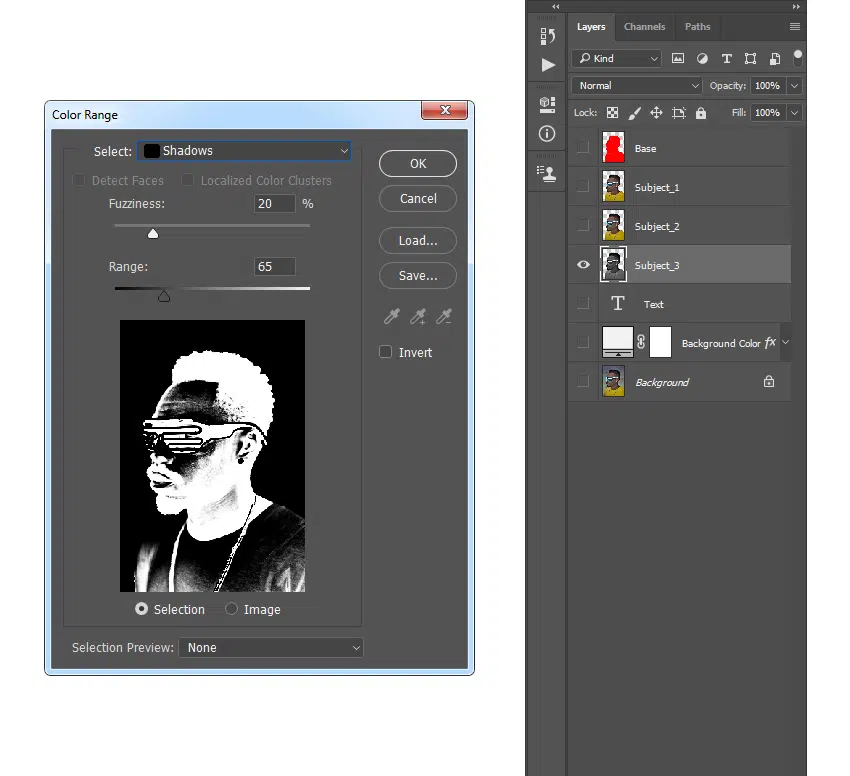 Color Range
Select: Shadows
Detect Faces Localized Color Clusters
Fuzziness: 20 %
Range: 65
Selection Image
Selection Preview: None
OK
Cancel
Load...
Save...
Invert
Layers Channels Paths
Kind T
Normal Opacity: 100%
Lock: Fill: 100%
Base
Subject_1
Subject_2
Subject_3
T Text
Background Color fx
Background